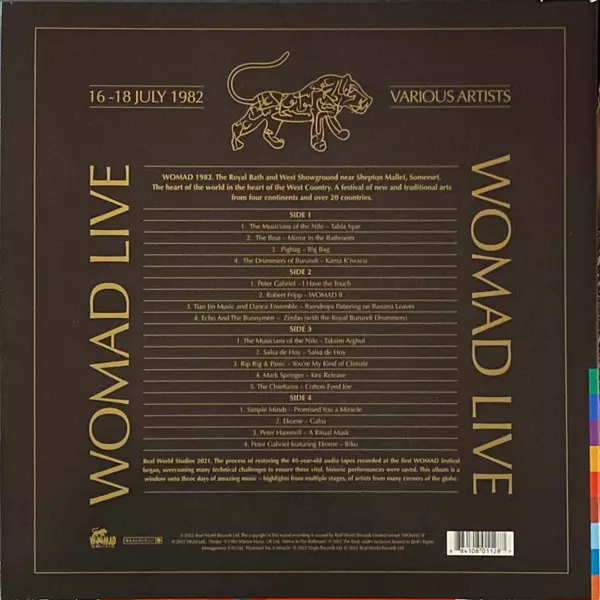 16 -18 JULY 1982
VARIOUS ARTISTS
WOMAD LIVE
WOMAD LIVE
WOMAD 1982. The Royal Bath and West Showground near Shepton Mallet, Somerset.
The heart of the world in the heart of the West Country. A festival of new and traditional arts
from four continents and over 20 countries.
SIDE 1
1. The Musicians of the Nile – Tabla Iqae
2. The Beat – Mirror in the Bathroom
3. Pigbag – Big Bag
4. The Drummers of Burundi – Kama K'iwacu
SIDE 2
1. Peter Gabriel – I Have the Touch
2. Robert Fripp – WOMAD II
3. Tian Jin Music and Dance Ensemble – Raindrops Pattering on Banana Leaves
4. Echo And The Bunnymen – Zimbo (with the Royal Burundi Drummers)
SIDE 3
1. The Musicians of the Nile – Taksim Arghul
2. Salsa de Hoy – Salsa de Hoy
3. Rip Rig & Panic – You're My Kind of Climate
4. Mark Springer – Key Release
5. The Chieftains – Cotton Eyed Joe
SIDE 4
1. Simple Minds – Promised You a Miracle
2. Ekome – Gahu
3. Peter Hammill – A Ritual Mask
4. Peter Gabriel featuring Ekome – Biko
Real World Studios 2021. The process of restoring the 40-year-old audio tapes recorded at the first WOMAD festival
began, overcoming many technical challenges to ensure these vital, historic performances were saved. This album is a
window onto three days of amazing music – highlights from multiple stages, of artists from many corners of the globe.
WOMAD
REALWORLD